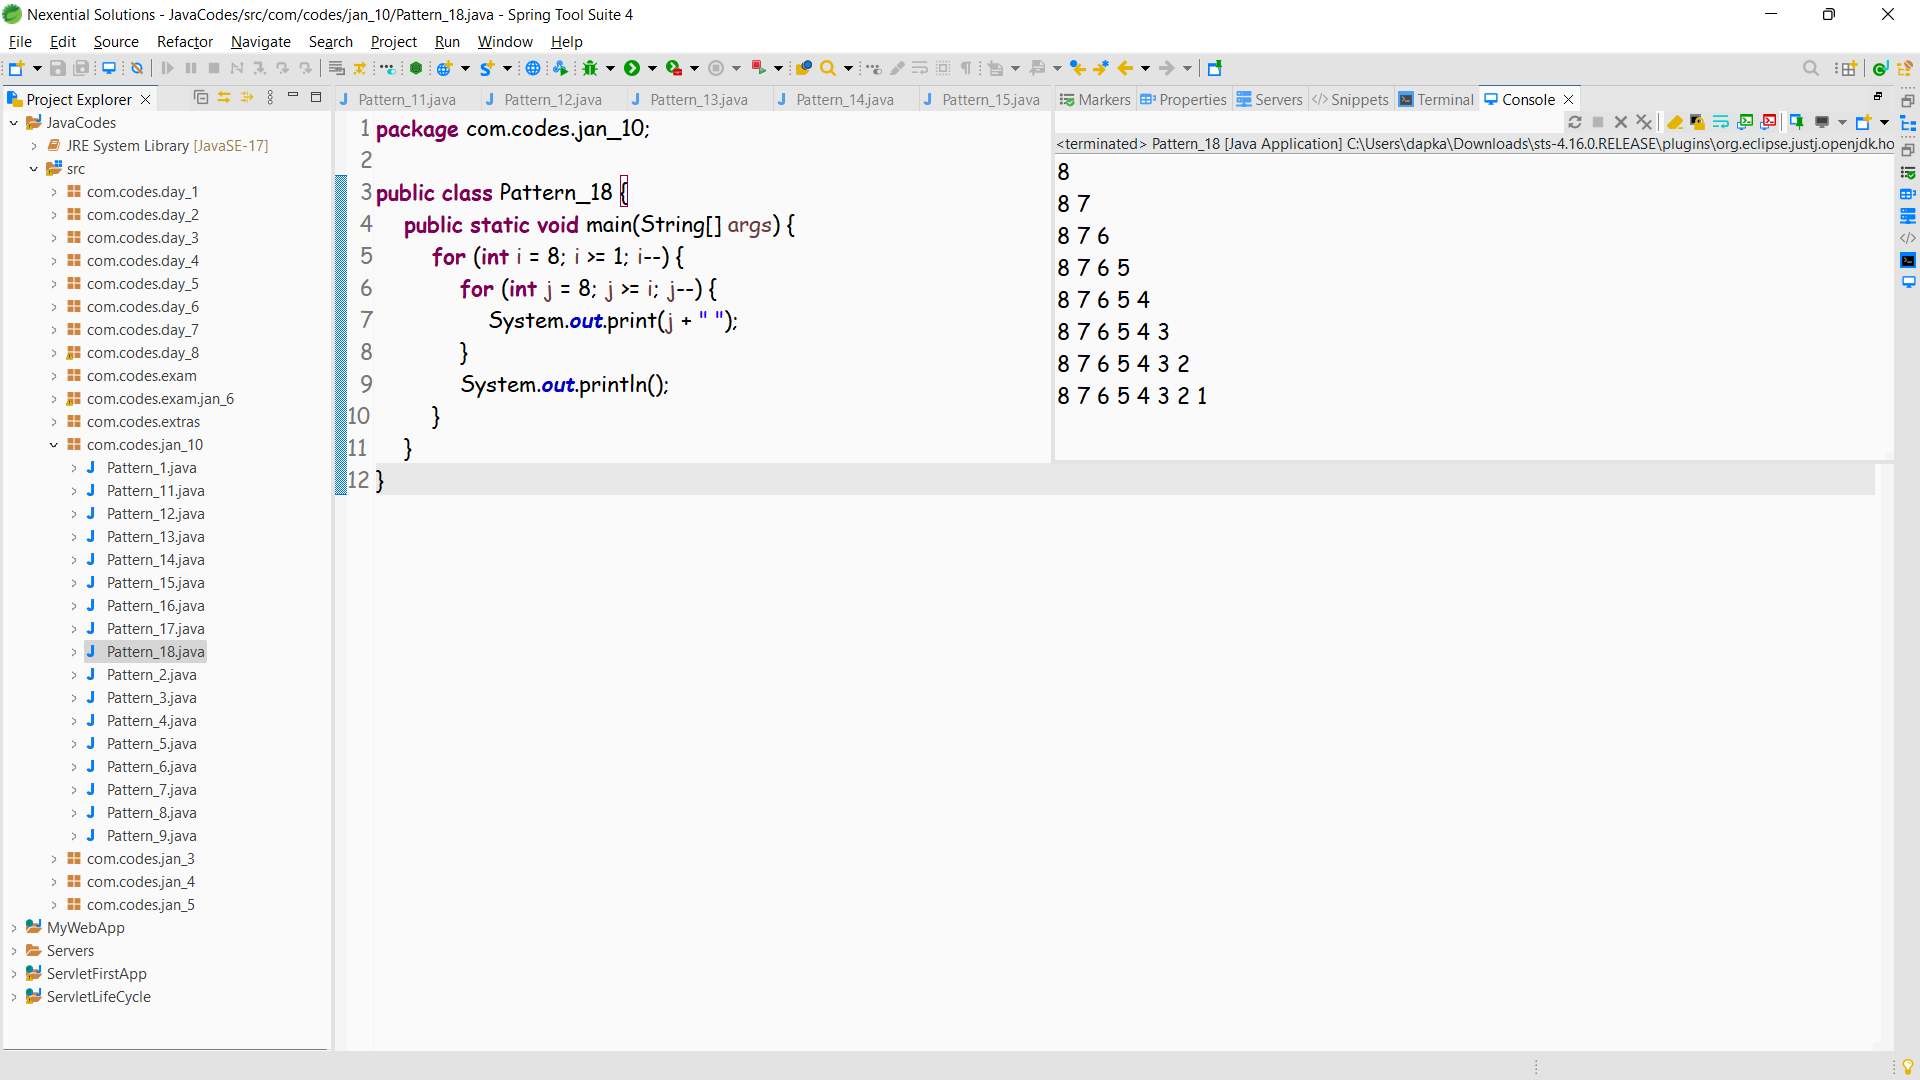 Nexential Solutions - JavaCodes/src/com/codes/jan_10/Pattern_18.java - Spring Tool Suite 4
File Edit Source Refactor Navigate Search Project Run Window Help
Project Explorer
JavaCodes
JRE System Library [JavaSE-17]
src
com.codes.day_1
com.codes.day_2
com.codes.day_3
com.codes.day_4
com.codes.day_5
com.codes.day_6
com.codes.day_7
com.codes.day_8
com.codes.exam
com.codes.exam.jan_6
com.codes.extras
com.codes.jan_10
Pattern_1.java
Pattern_11.java
Pattern_12.java
Pattern_13.java
Pattern_14.java
Pattern_15.java
Pattern_16.java
Pattern_17.java
Pattern_18.java
Pattern_2.java
Pattern_3.java
Pattern_4.java
Pattern_5.java
Pattern_6.java
Pattern_7.java
Pattern_8.java
Pattern_9.java
com.codes.jan_3
com.codes.jan_4
com.codes.jan_5
MyWebApp
Servers
ServletFirstApp
ServletLifeCycle
Pattern_11.java Pattern_12.java Pattern_13.java Pattern_14.java Pattern_15.java
1 package com.codes.jan_10;
2
3 public class Pattern_18 {
4 public static void main(String[] args) {
5 for (int i = 8; i >= 1; i--) {
6 for (int j = 8; j >= i; j--) {
7 System.out.print(j + " ");
8 }
9 System.out.println();
10 }
11 }
12 }
Markers Properties Servers Snippets Terminal Console
<terminated> Pattern_18 [Java Application] C:\Users\dapka\Downloads\sts-4.16.0.RELEASE\plugins\org.eclipse.justj.openjdk.ho
8
8 7
8 7 6
8 7 6 5
8 7 6 5 4
8 7 6 5 4 3
8 7 6 5 4 3 2
8 7 6 5 4 3 2 1